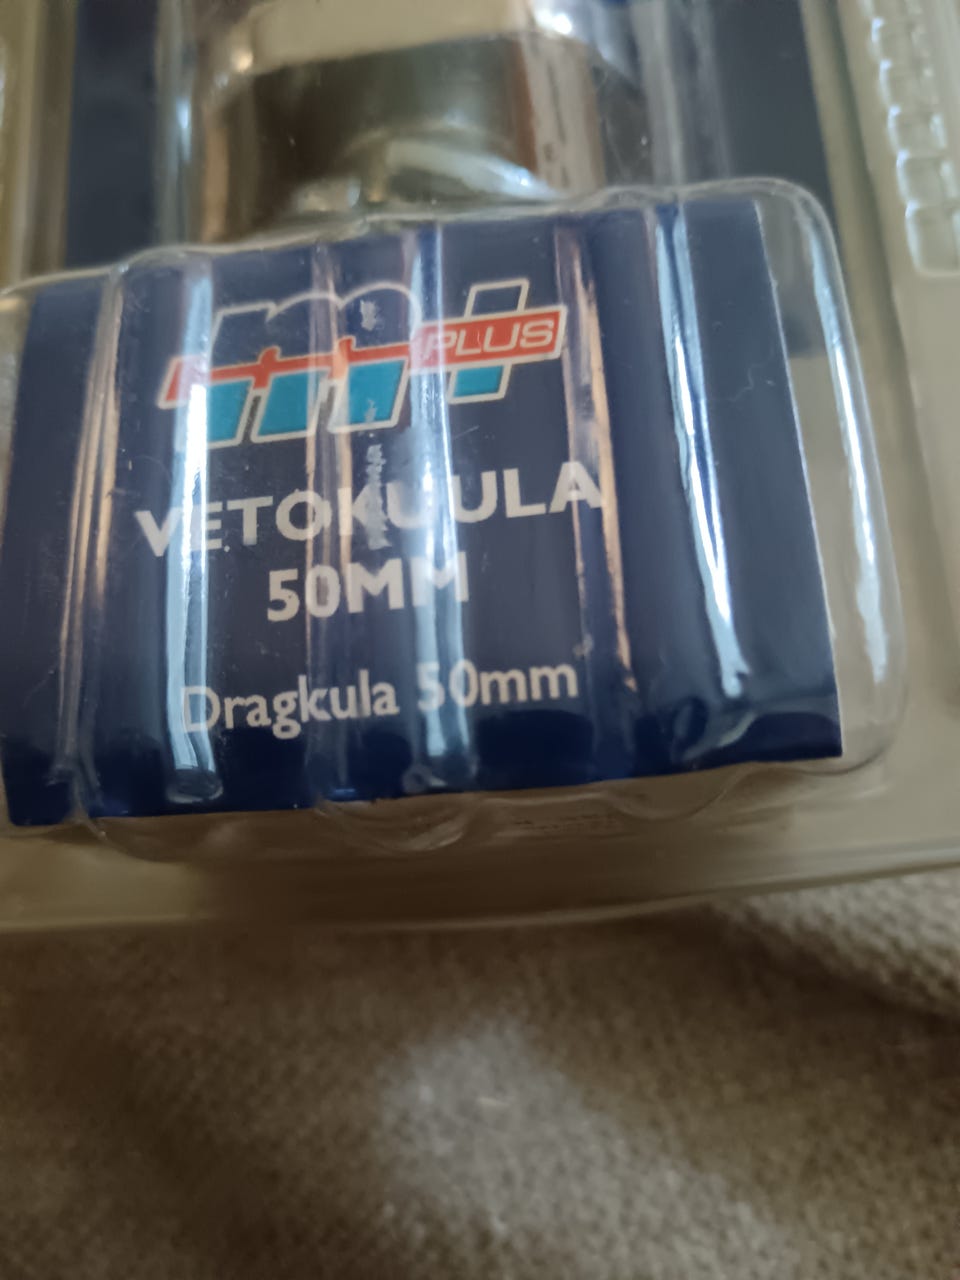 m+ PLUS
VETOKUULA
50MM
Dragkula 50mm